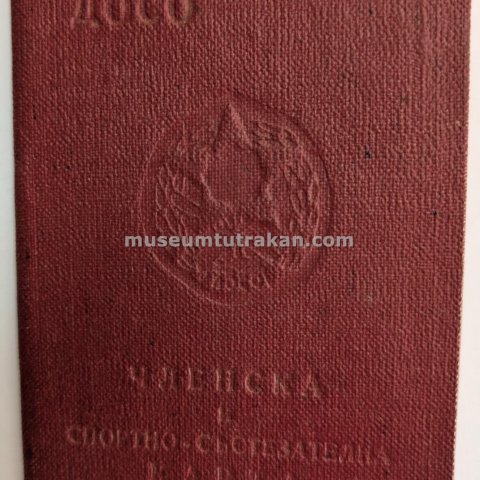 ДОСО
museumtutrakan.com
ЧЛЕНСКА
И
СПОРТНО-СЪСТЕЗАТЕЛНА